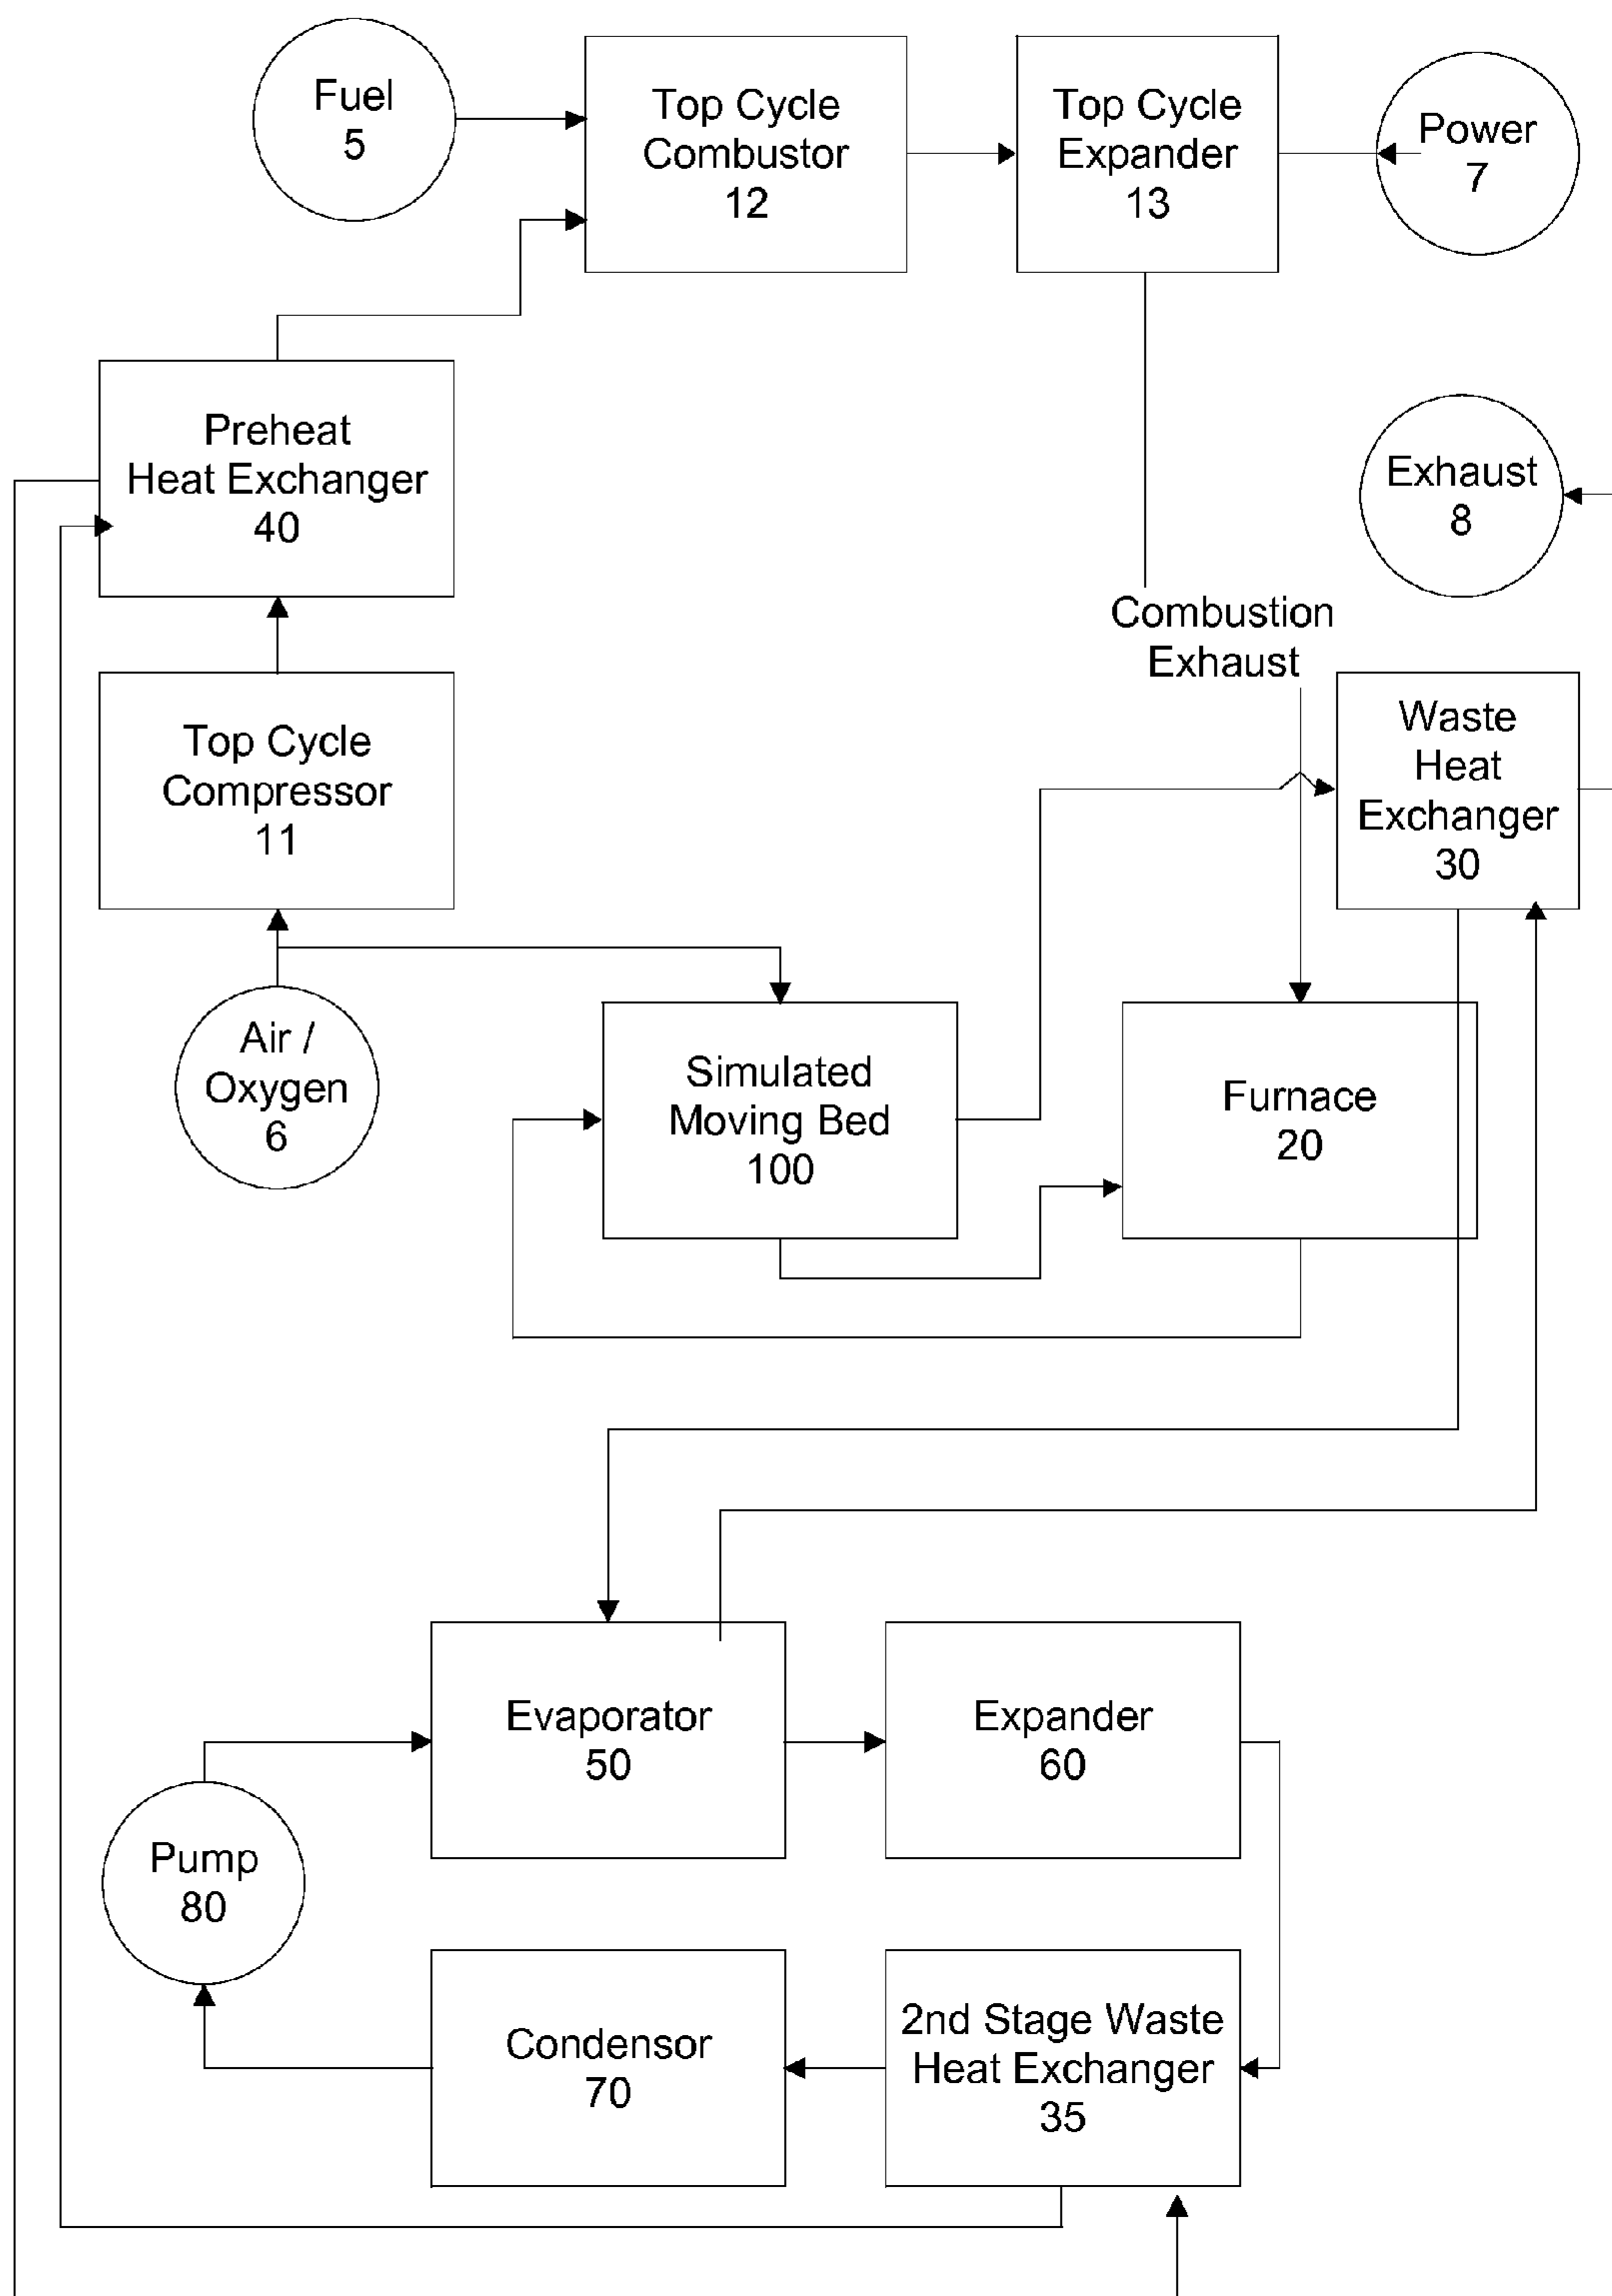 Fuel
5
Top Cycle
Combustor
12
Top Cycle
Expander
13
Power
7
Preheat
Heat Exchanger
40
Exhaust
8
Combustion
Exhaust
Top Cycle
Compressor
11
Waste
Heat
Exchanger
30
Air /
Oxygen
6
Simulated
Moving Bed
100
Furnace
20
Evaporator
50
Expander
60
Pump
80
Condensor
70
2nd Stage Waste
Heat Exchanger
35